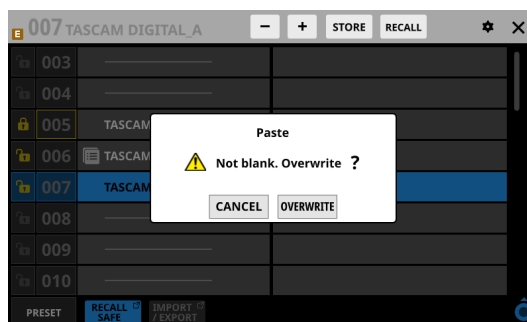 E 007 TASCAM DIGITAL_A - + STORE RECALL
003
004
005 TASCAM
006 TASCAM
007 TASCAM
008
009
010
Paste
Not blank. Overwrite ?
CANCEL OVERWRITE
PRESET RECALL SAFE IMPORT / EXPORT